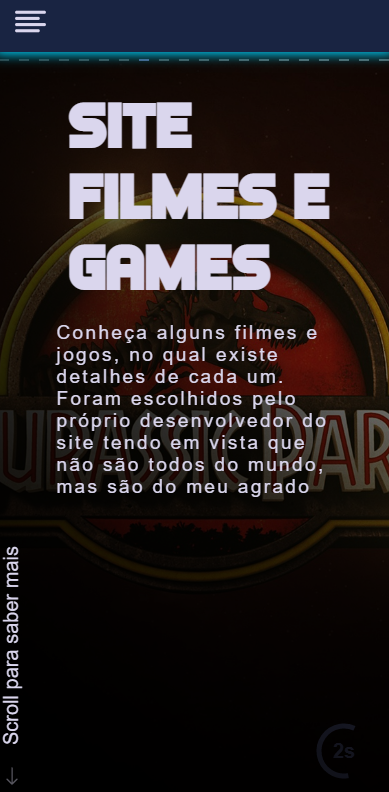 SITE
FILMES E
GAMES
Conheça alguns filmes e
jogos, no qual existe
detalhes de cada um.
Foram escolhidos pelo
próprio desenvolvedor do
site tendo em vista que
não são todos do mundo,
mas são do meu agrado
JURASSIC PARK
Scroll para saber mais
2s